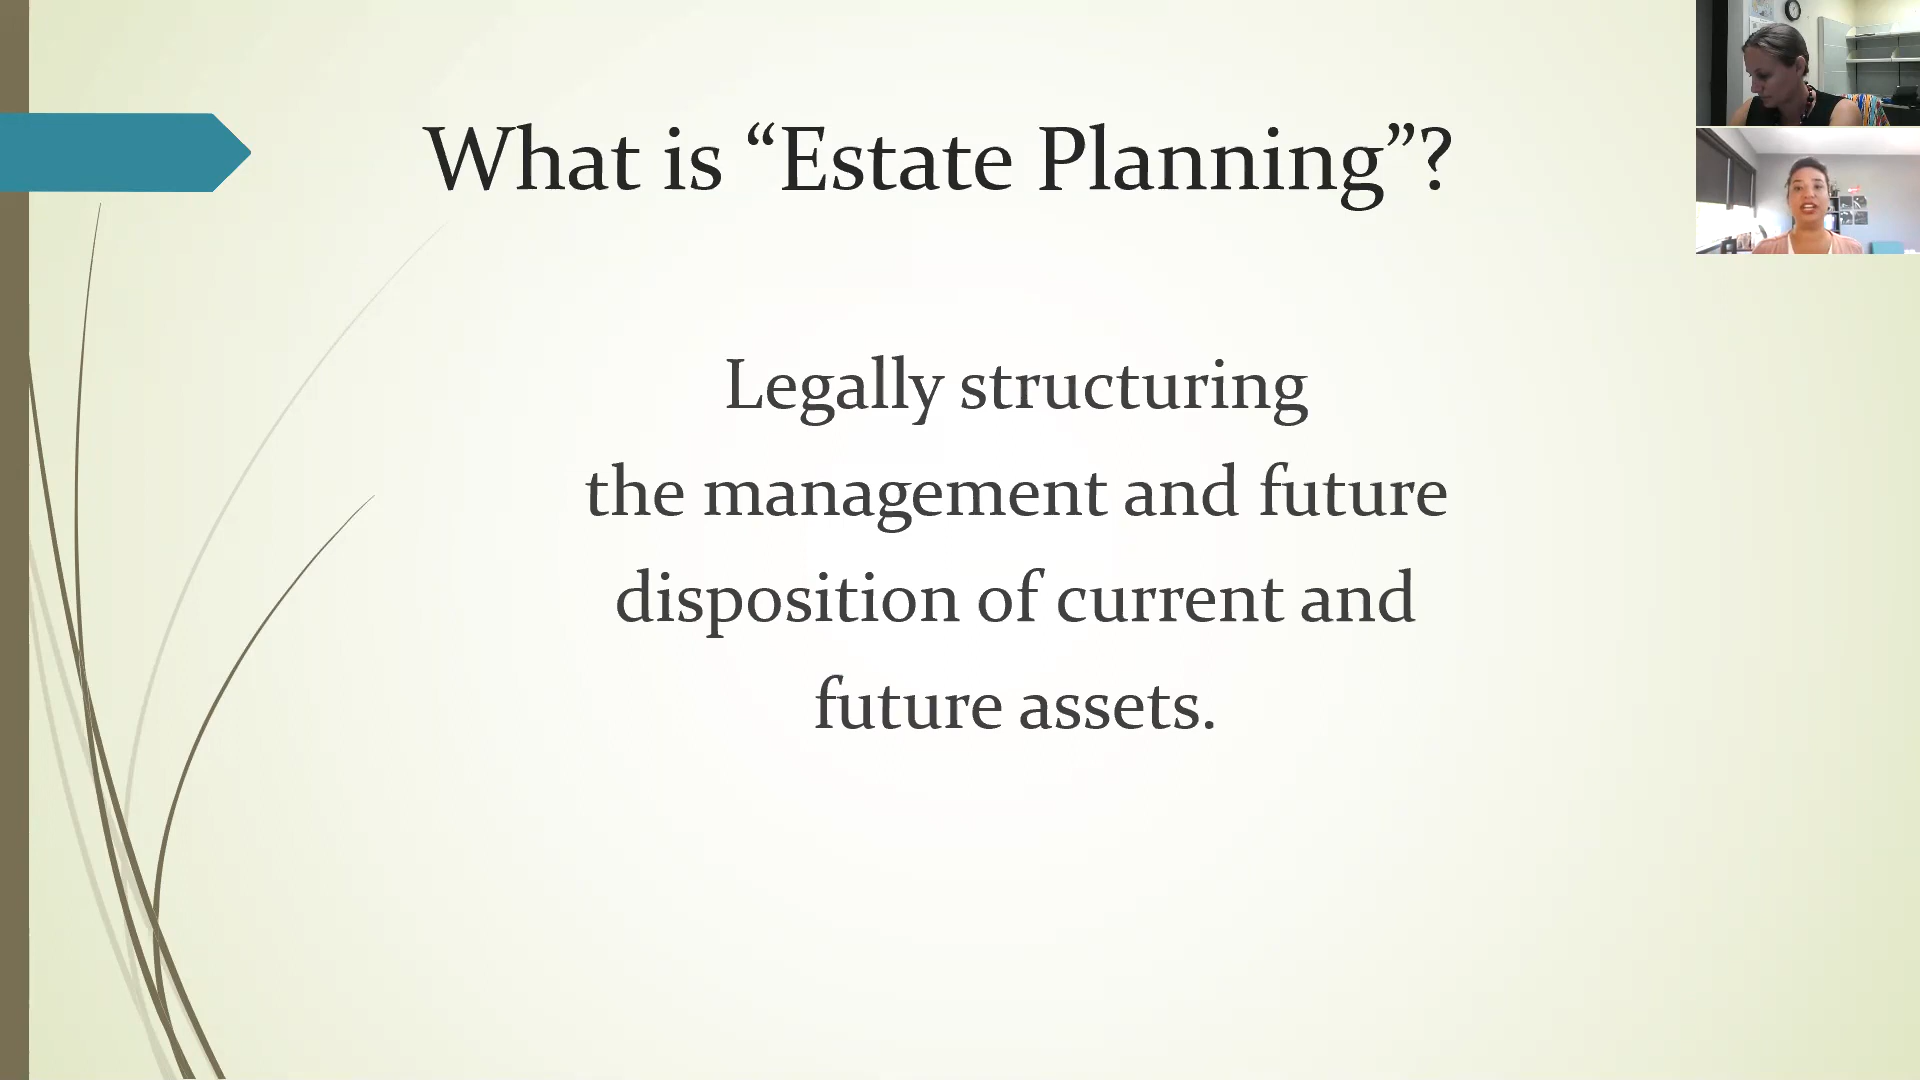 What is “Estate Planning”?
Legally structuring
the management and future
disposition of current and
future assets.